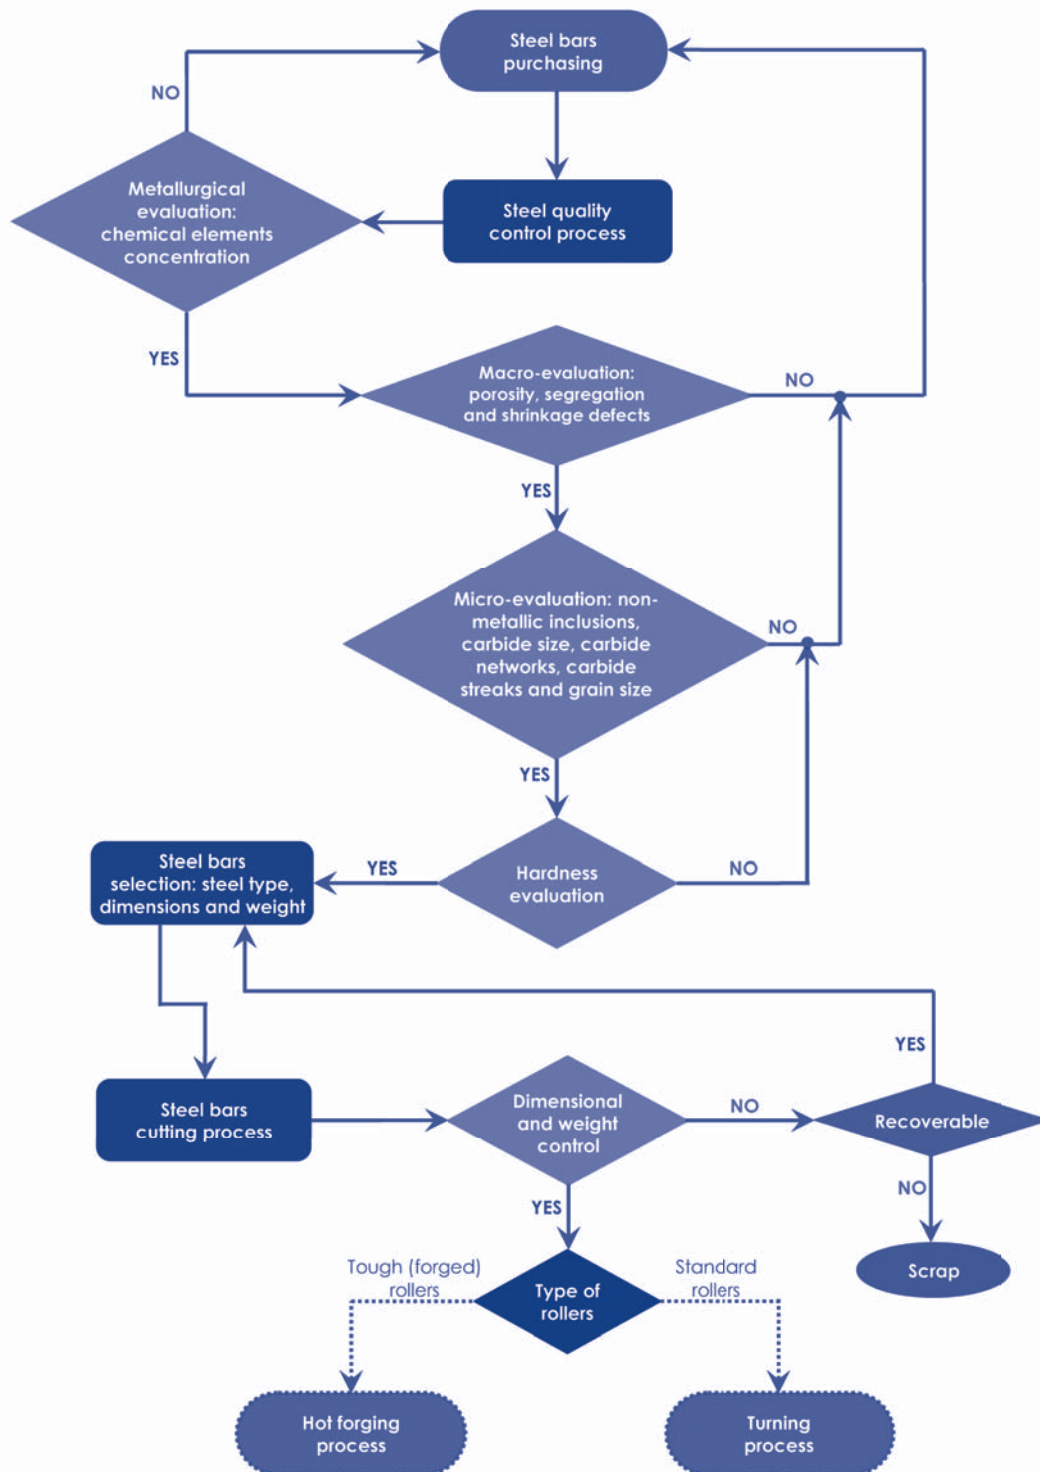 Steel bars
purchasing
NO
Metallurgical
evaluation:
chemical elements
concentration
Steel quality
control process
YES
Macro-evaluation:
porosity, segregation
and shrinkage defects
NO
YES
Micro-evaluation: non-
metallic inclusions,
carbide size, carbide
networks, carbide
streaks and grain size
NO
YES
Hardness
evaluation
NO
YES
Steel bars
selection: steel type,
dimensions and weight
Steel bars
cutting process
Dimensional
and weight
control
NO
Recoverable
YES
NO
Scrap
YES
Type of
rollers
Tough (forged)
rollers
Standard
rollers
Hot forging
process
Turning
process